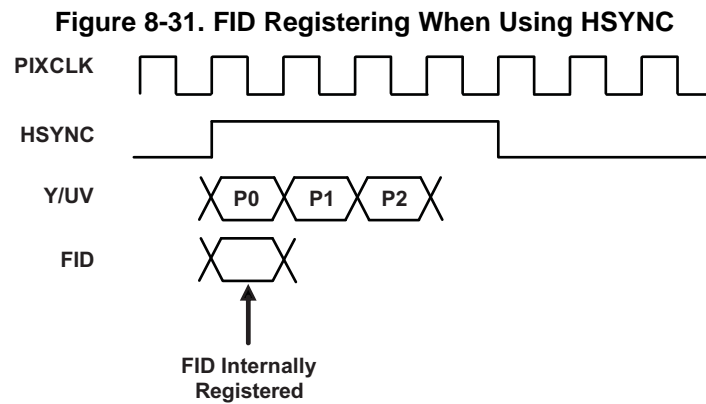 Figure 8-31. FID Registering When Using HSYNC
PIXCLK
HSYNC
Y/UV
P0 P1 P2
FID
FID Internally
Registered